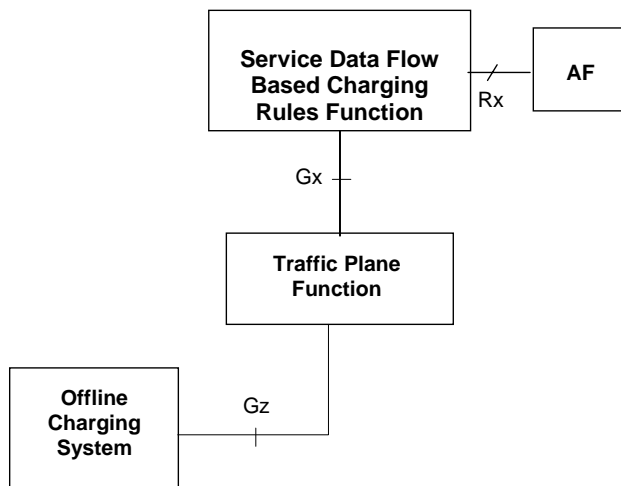 Service Data Flow
Based Charging
Rules Function
AF
Rx
Gx
Traffic Plane
Function
Offline
Charging
System
Gz